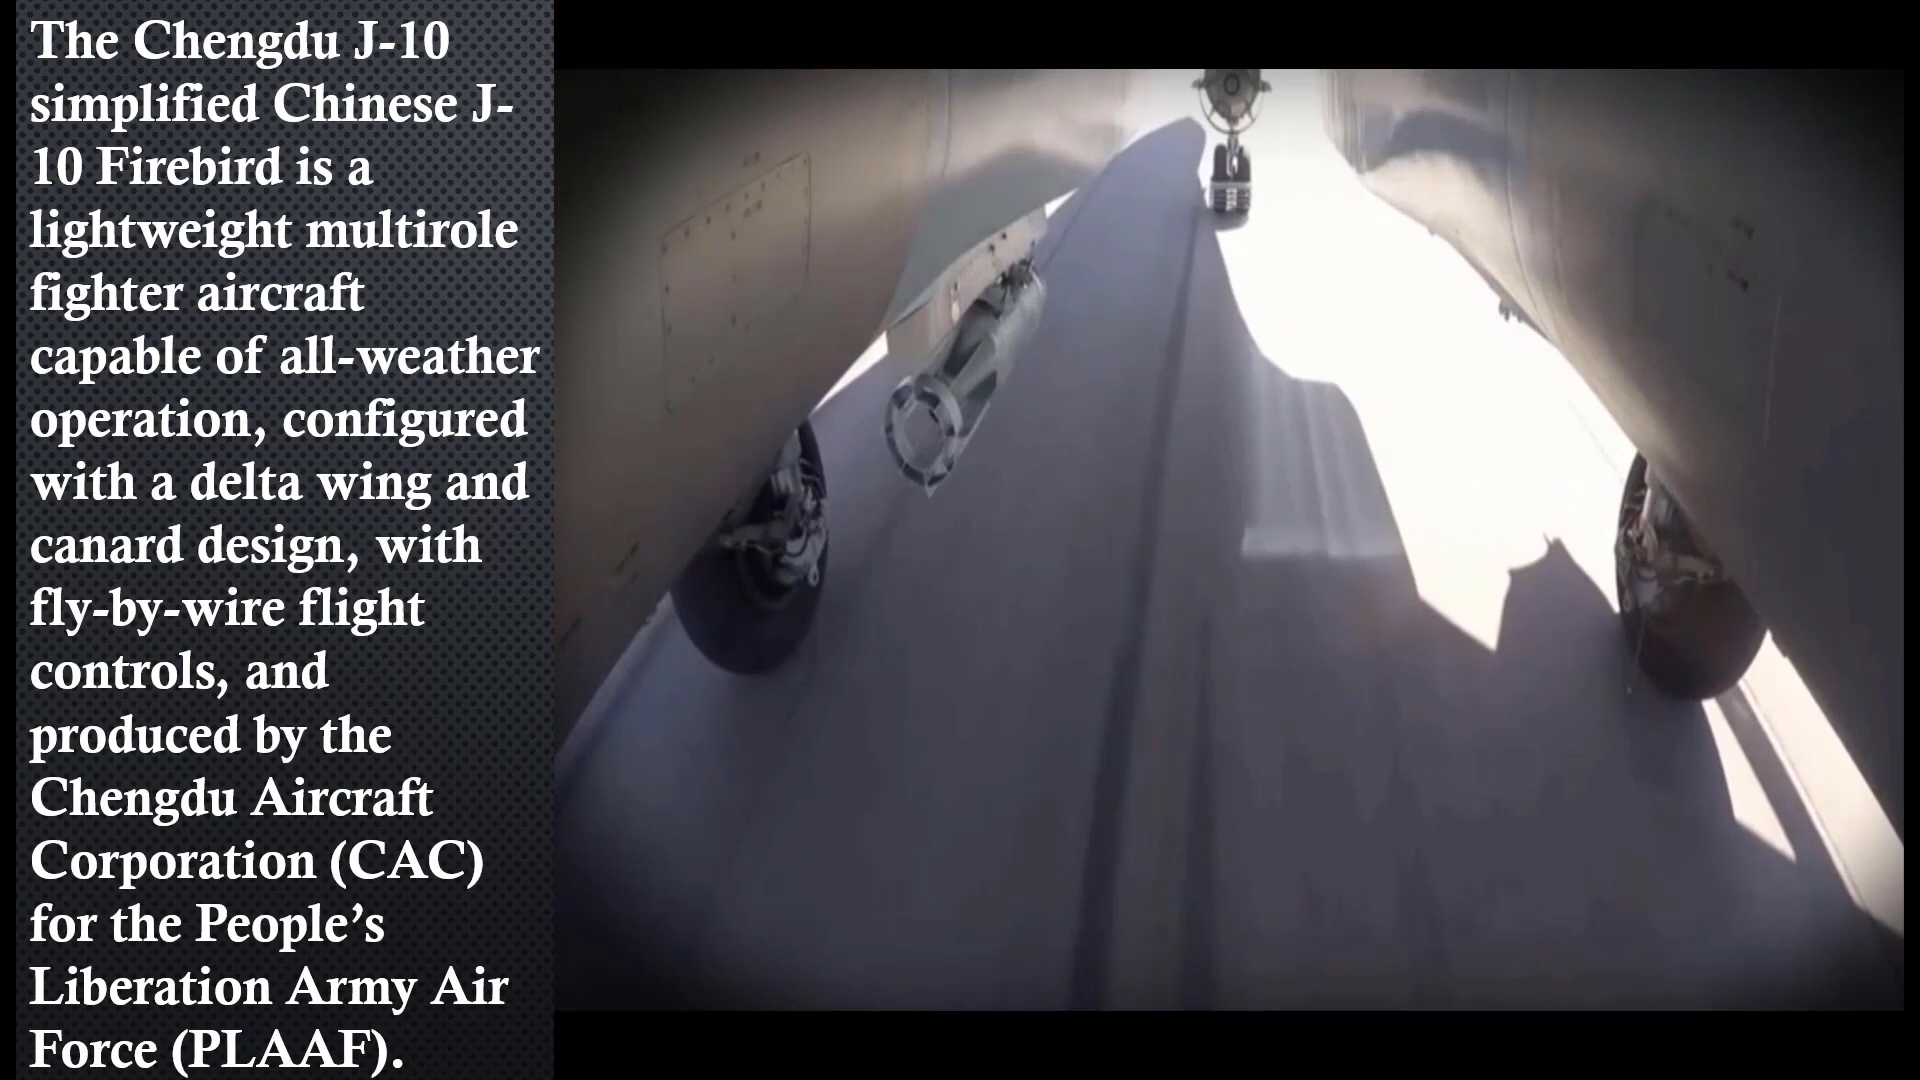 The Chengdu J-10
simplified Chinese J-
10 Firebird is a
lightweight multirole
fighter aircraft
capable of all-weather
operation, configured
with a delta wing and
canard design, with
fly-by-wire flight
controls, and
produced by the
Chengdu Aircraft
Corporation (CAC)
for the People’s
Liberation Army Air
Force (PLAAF).